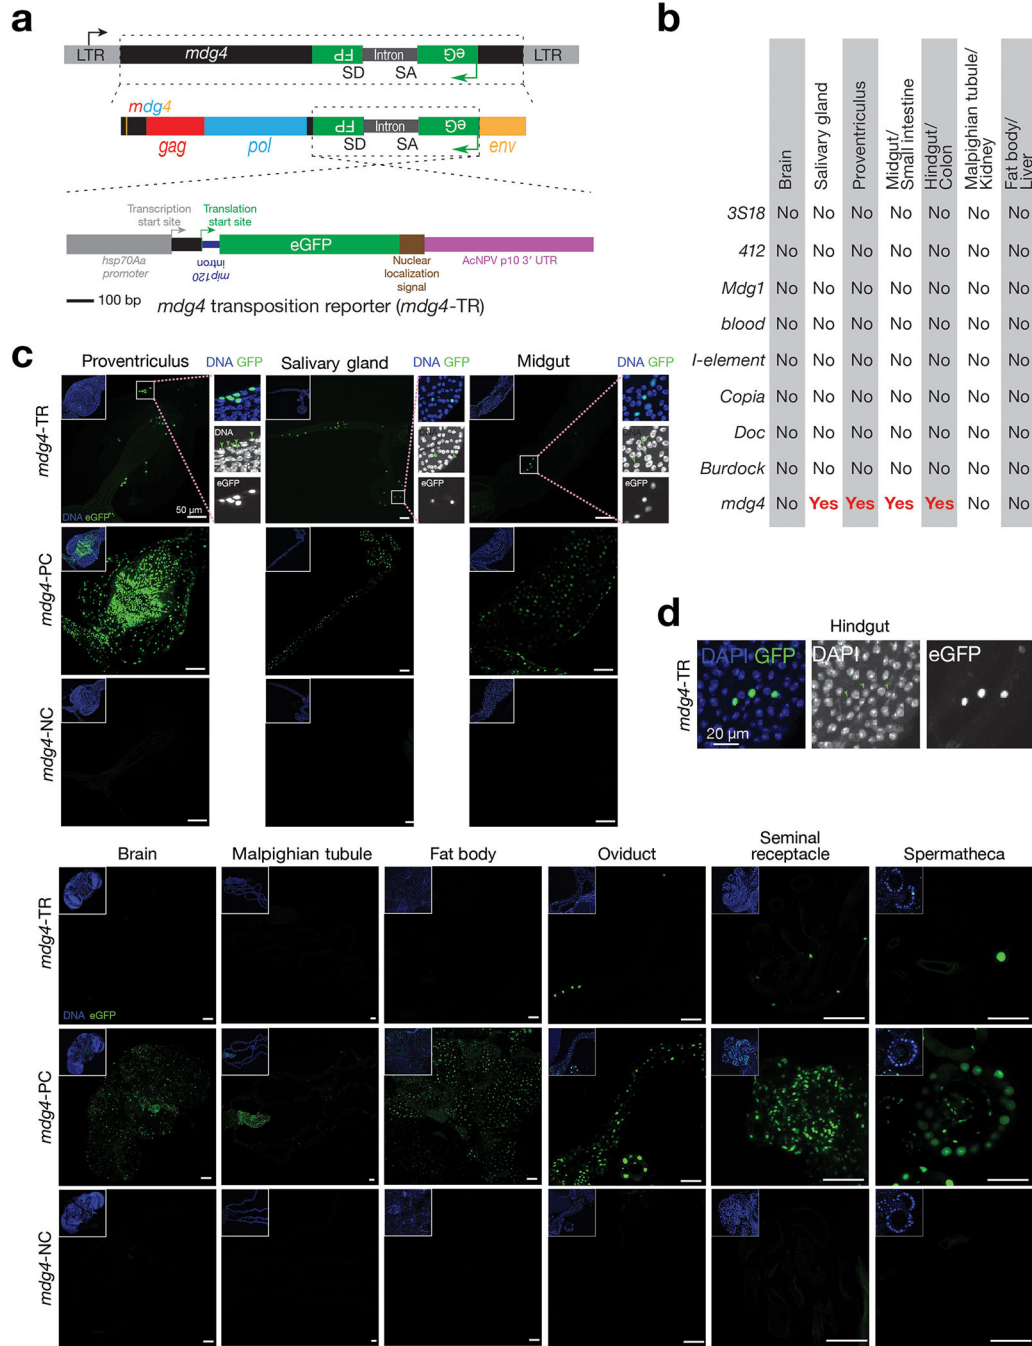 a
LTR
mdg4
FP
Intron
eG
LTR
SD
SA
mdg4
FP
Intron
eG
gag
pol
SD
SA
env
Transcription
start site
Translation
start site
eGFP
hsp70Aa
promoter
mip120
intron
Nuclear
localization
signal
AcNPV p10 3′ UTR
100 bp
mdg4 transposition reporter (mdg4-TR)
b
Brain
Salivary gland
Proventriculus
Midgut/
Small intestine
Hindgut/
Colon
Malpighian tubule/
Kidney
Fat body/
Liver
3S18 No No No No No No No
412 No No No No No No No
Mdg1 No No No No No No No
blood No No No No No No No
I-element No No No No No No No
Copia No No No No No No No
Doc No No No No No No No
Burdock No No No No No No No
mdg4 No Yes Yes Yes Yes No No
c
Proventriculus
DNA GFP
Salivary gland
DNA GFP
Midgut
DNA GFP
mdg4-TR
DNA
DNA
DNA
eGFP
eGFP
eGFP
DNA eGFP
50 µm
mdg4-PC
mdg4-NC
d
Hindgut
mdg4-TR
DAPI GFP
DAPI
eGFP
20 µm
Brain
Malpighian tubule
Fat body
Oviduct
Seminal
receptacle
Spermatheca
mdg4-TR
DNA eGFP
mdg4-PC
mdg4-NC